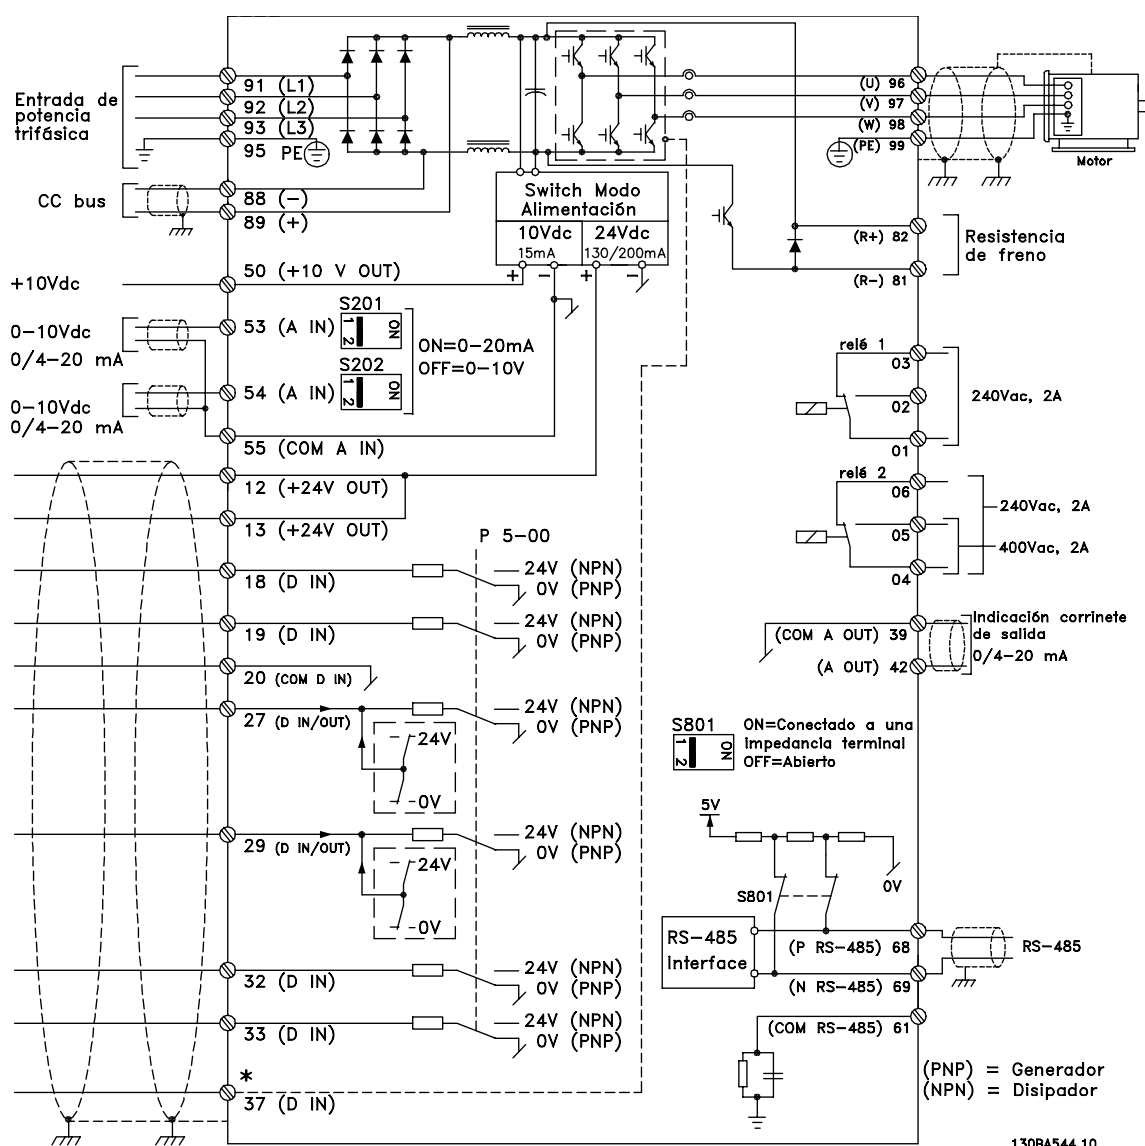 Entrada de
potencia
trifásica
91 (L1)
92 (L2)
93 (L3)
95 PE
CC bus
88 (−)
89 (+)
+10Vdc
50 (+10 V OUT)
0−10Vdc
0/4−20 mA
53 (A IN)
S201
1 2
ON
S202
1 2
ON
ON=0−20mA
OFF=0−10V
0−10Vdc
0/4−20 mA
54 (A IN)
55 (COM A IN)
12 (+24V OUT)
13 (+24V OUT)
Switch Modo
Alimentación
10Vdc
15mA
24Vdc
130/200mA
+ − + −
(U) 96
(V) 97
(W) 98
(PE) 99
Motor
(R+) 82
(R−) 81
Resistencia
de freno
relé 1
03
02
01
240Vac, 2A
relé 2
06
05
04
240Vac, 2A
400Vac, 2A
P 5-00
18 (D IN)
24V (NPN)
0V (PNP)
19 (D IN)
24V (NPN)
0V (PNP)
20 (COM D IN)
27 (D IN/OUT)
24V (NPN)
0V (PNP)
24V
0V
29 (D IN/OUT)
24V (NPN)
0V (PNP)
24V
0V
32 (D IN)
24V (NPN)
0V (PNP)
33 (D IN)
24V (NPN)
0V (PNP)
*
37 (D IN)
(COM A OUT) 39
(A OUT) 42
Indicación corrinete
de salida
0/4−20 mA
S801
1 2
ON
ON=Conectado a una
impedancia terminal
OFF=Abierto
5V
S801
0V
RS−485
Interface
(P RS−485) 68
(N RS−485) 69
(COM RS−485) 61
RS−485
(PNP) = Generador
(NPN) = Disipador
130BA544.10